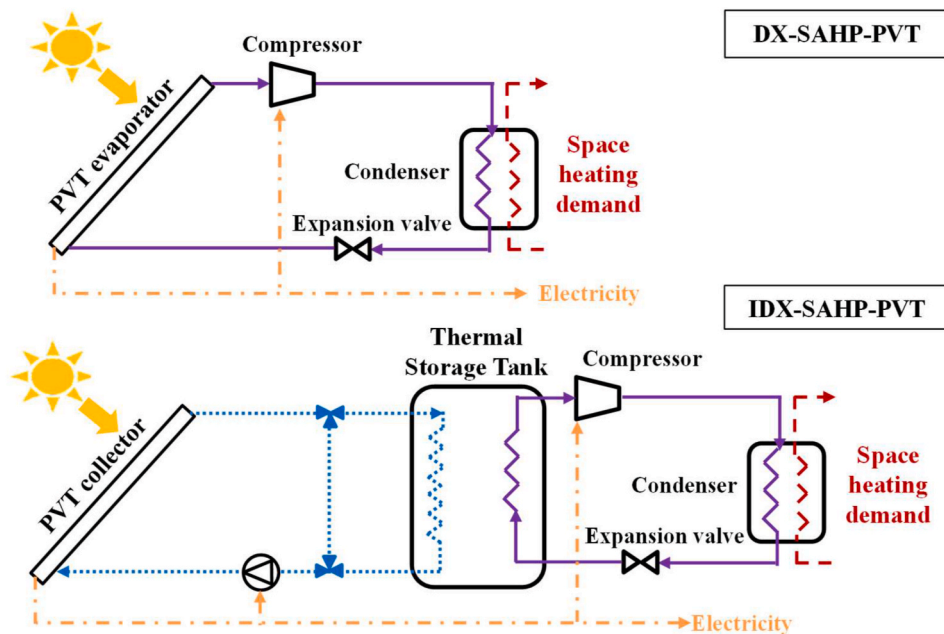 DX-SAHP-PVT
Compressor
PVT evaporator
Condenser
Space
heating
demand
Expansion valve
Electricity
IDX-SAHP-PVT
Thermal
Storage Tank
Compressor
PVT collector
Condenser
Space
heating
demand
Expansion valve
Electricity